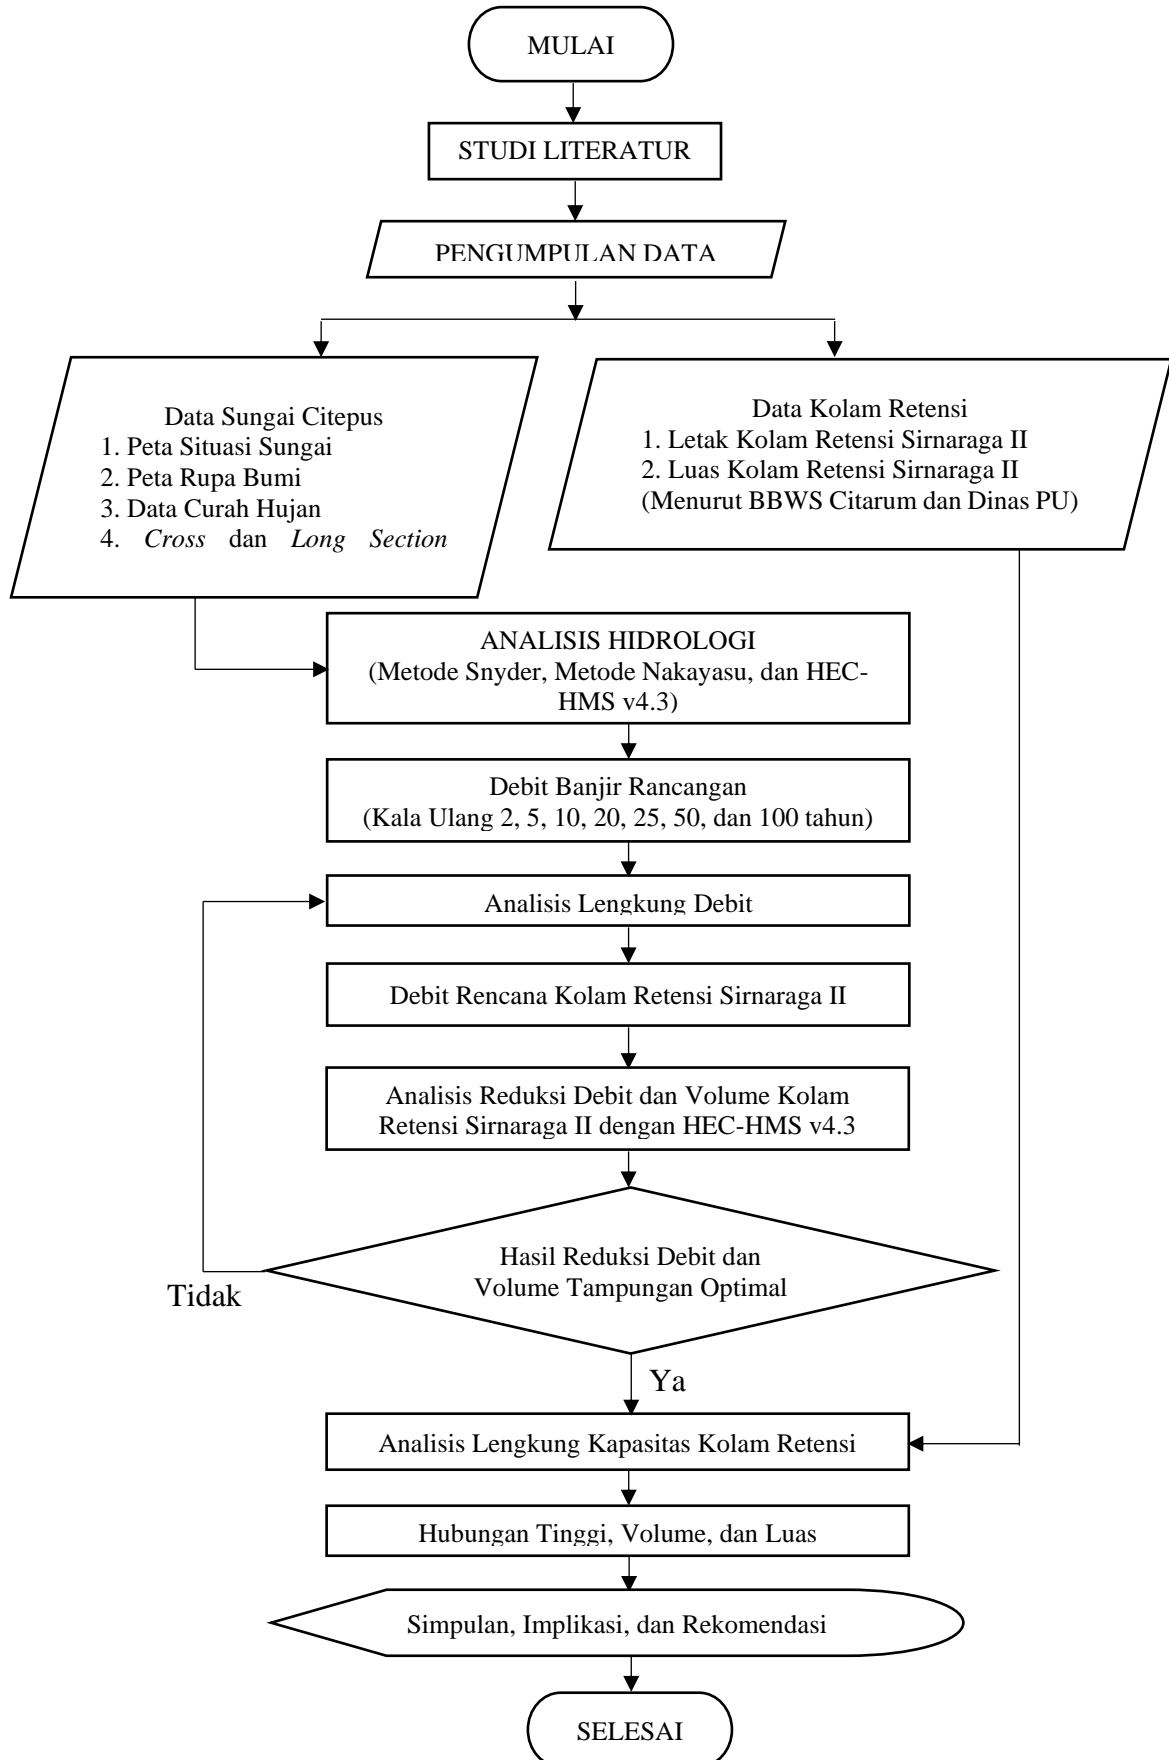 MULAI
STUDI LITERATUR
PENGUMPULAN DATA
Data Sungai Citepus
1. Peta Situasi Sungai
2. Peta Rupa Bumi
3. Data Curah Hujan
4. Cross dan Long Section
Data Kolam Retensi
1. Letak Kolam Retensi Sirnaraga II
2. Luas Kolam Retensi Sirnaraga II
(Menurut BBWS Citarum dan Dinas PU)
ANALISIS HIDROLOGI
(Metode Snyder, Metode Nakayasu, dan HEC-
HMS v4.3)
Debit Banjir Rancangan
(Kala Ulang 2, 5, 10, 20, 25, 50, dan 100 tahun)
Analisis Lengkung Debit
Debit Rencana Kolam Retensi Sirnaraga II
Analisis Reduksi Debit dan Volume Kolam
Retensi Sirnaraga II dengan HEC-HMS v4.3
Hasil Reduksi Debit dan
Volume Tampungan Optimal
Tidak
Ya
Analisis Lengkung Kapasitas Kolam Retensi
Hubungan Tinggi, Volume, dan Luas
Simpulan, Implikasi, dan Rekomendasi
SELESAI